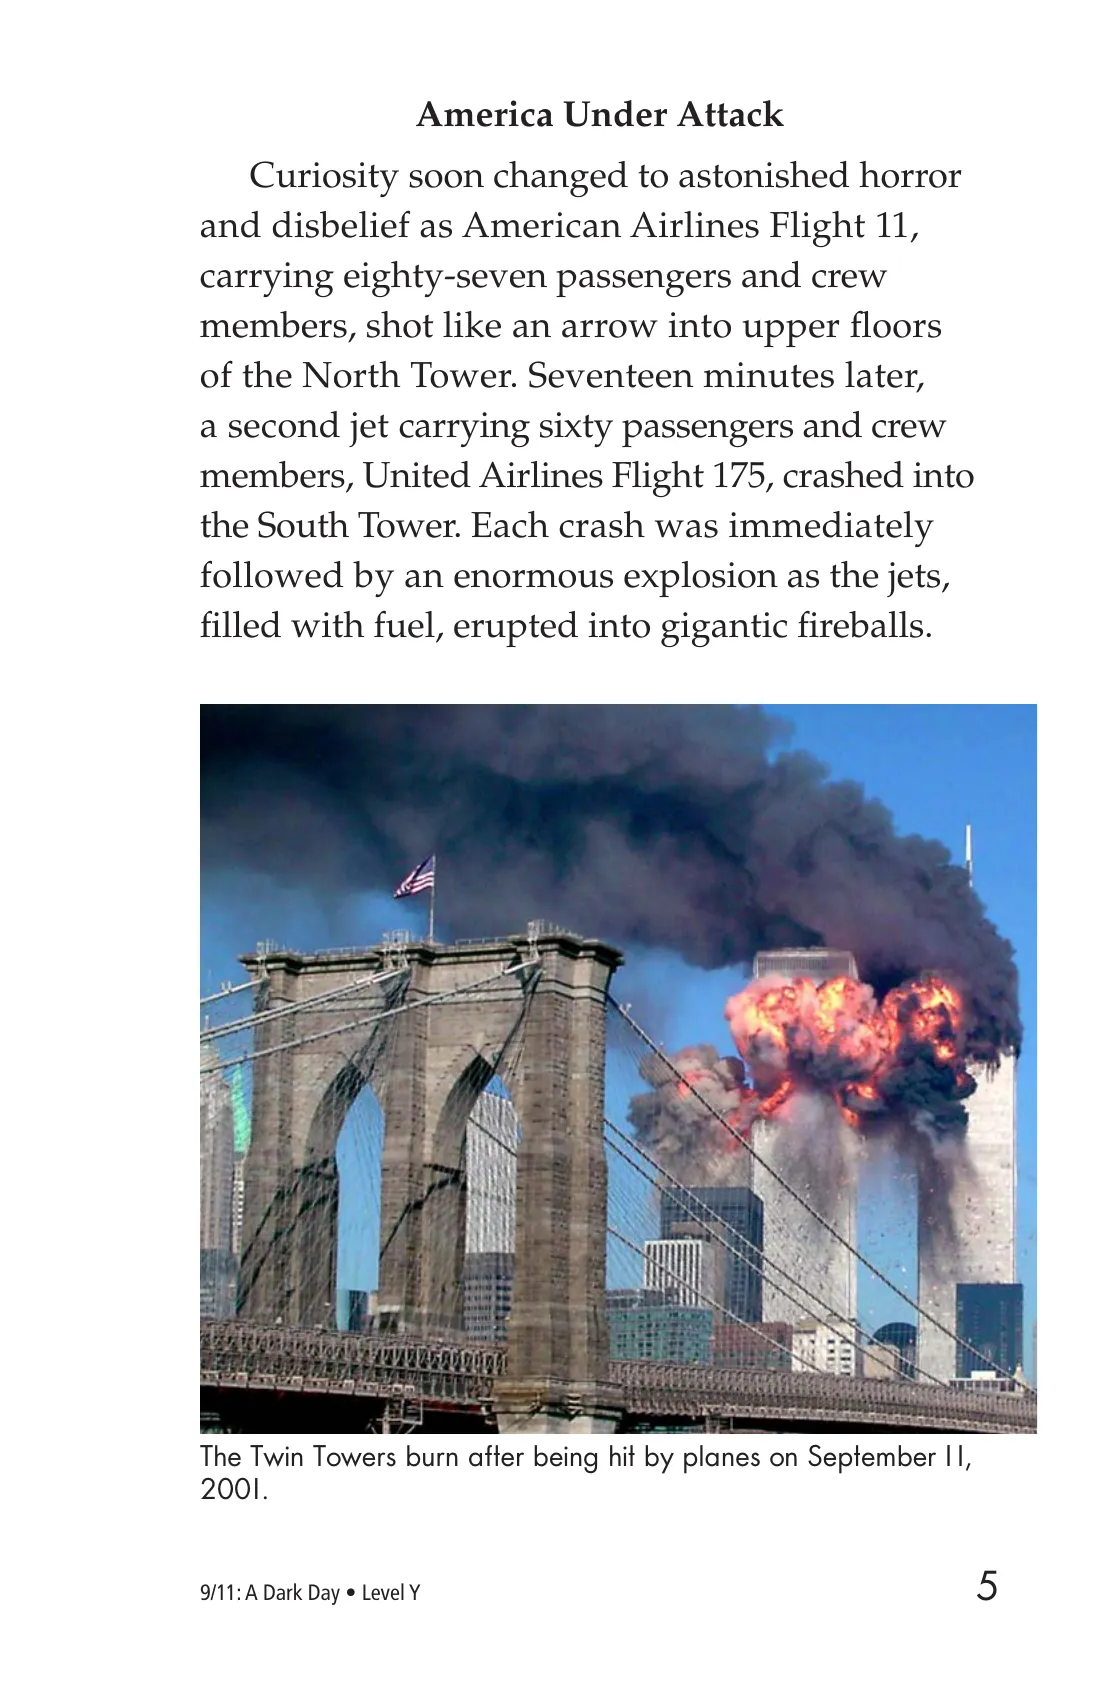 America Under Attack
Curiosity soon changed to astonished horror
and disbelief as American Airlines Flight 11,
carrying eighty-seven passengers and crew
members, shot like an arrow into upper floors
of the North Tower. Seventeen minutes later,
a second jet carrying sixty passengers and crew
members, United Airlines Flight 175, crashed into
the South Tower. Each crash was immediately
followed by an enormous explosion as the jets,
filled with fuel, erupted into gigantic fireballs.
The Twin Towers burn after being hit by planes on September 11,
2001.
9/11: A Dark Day • Level Y
5